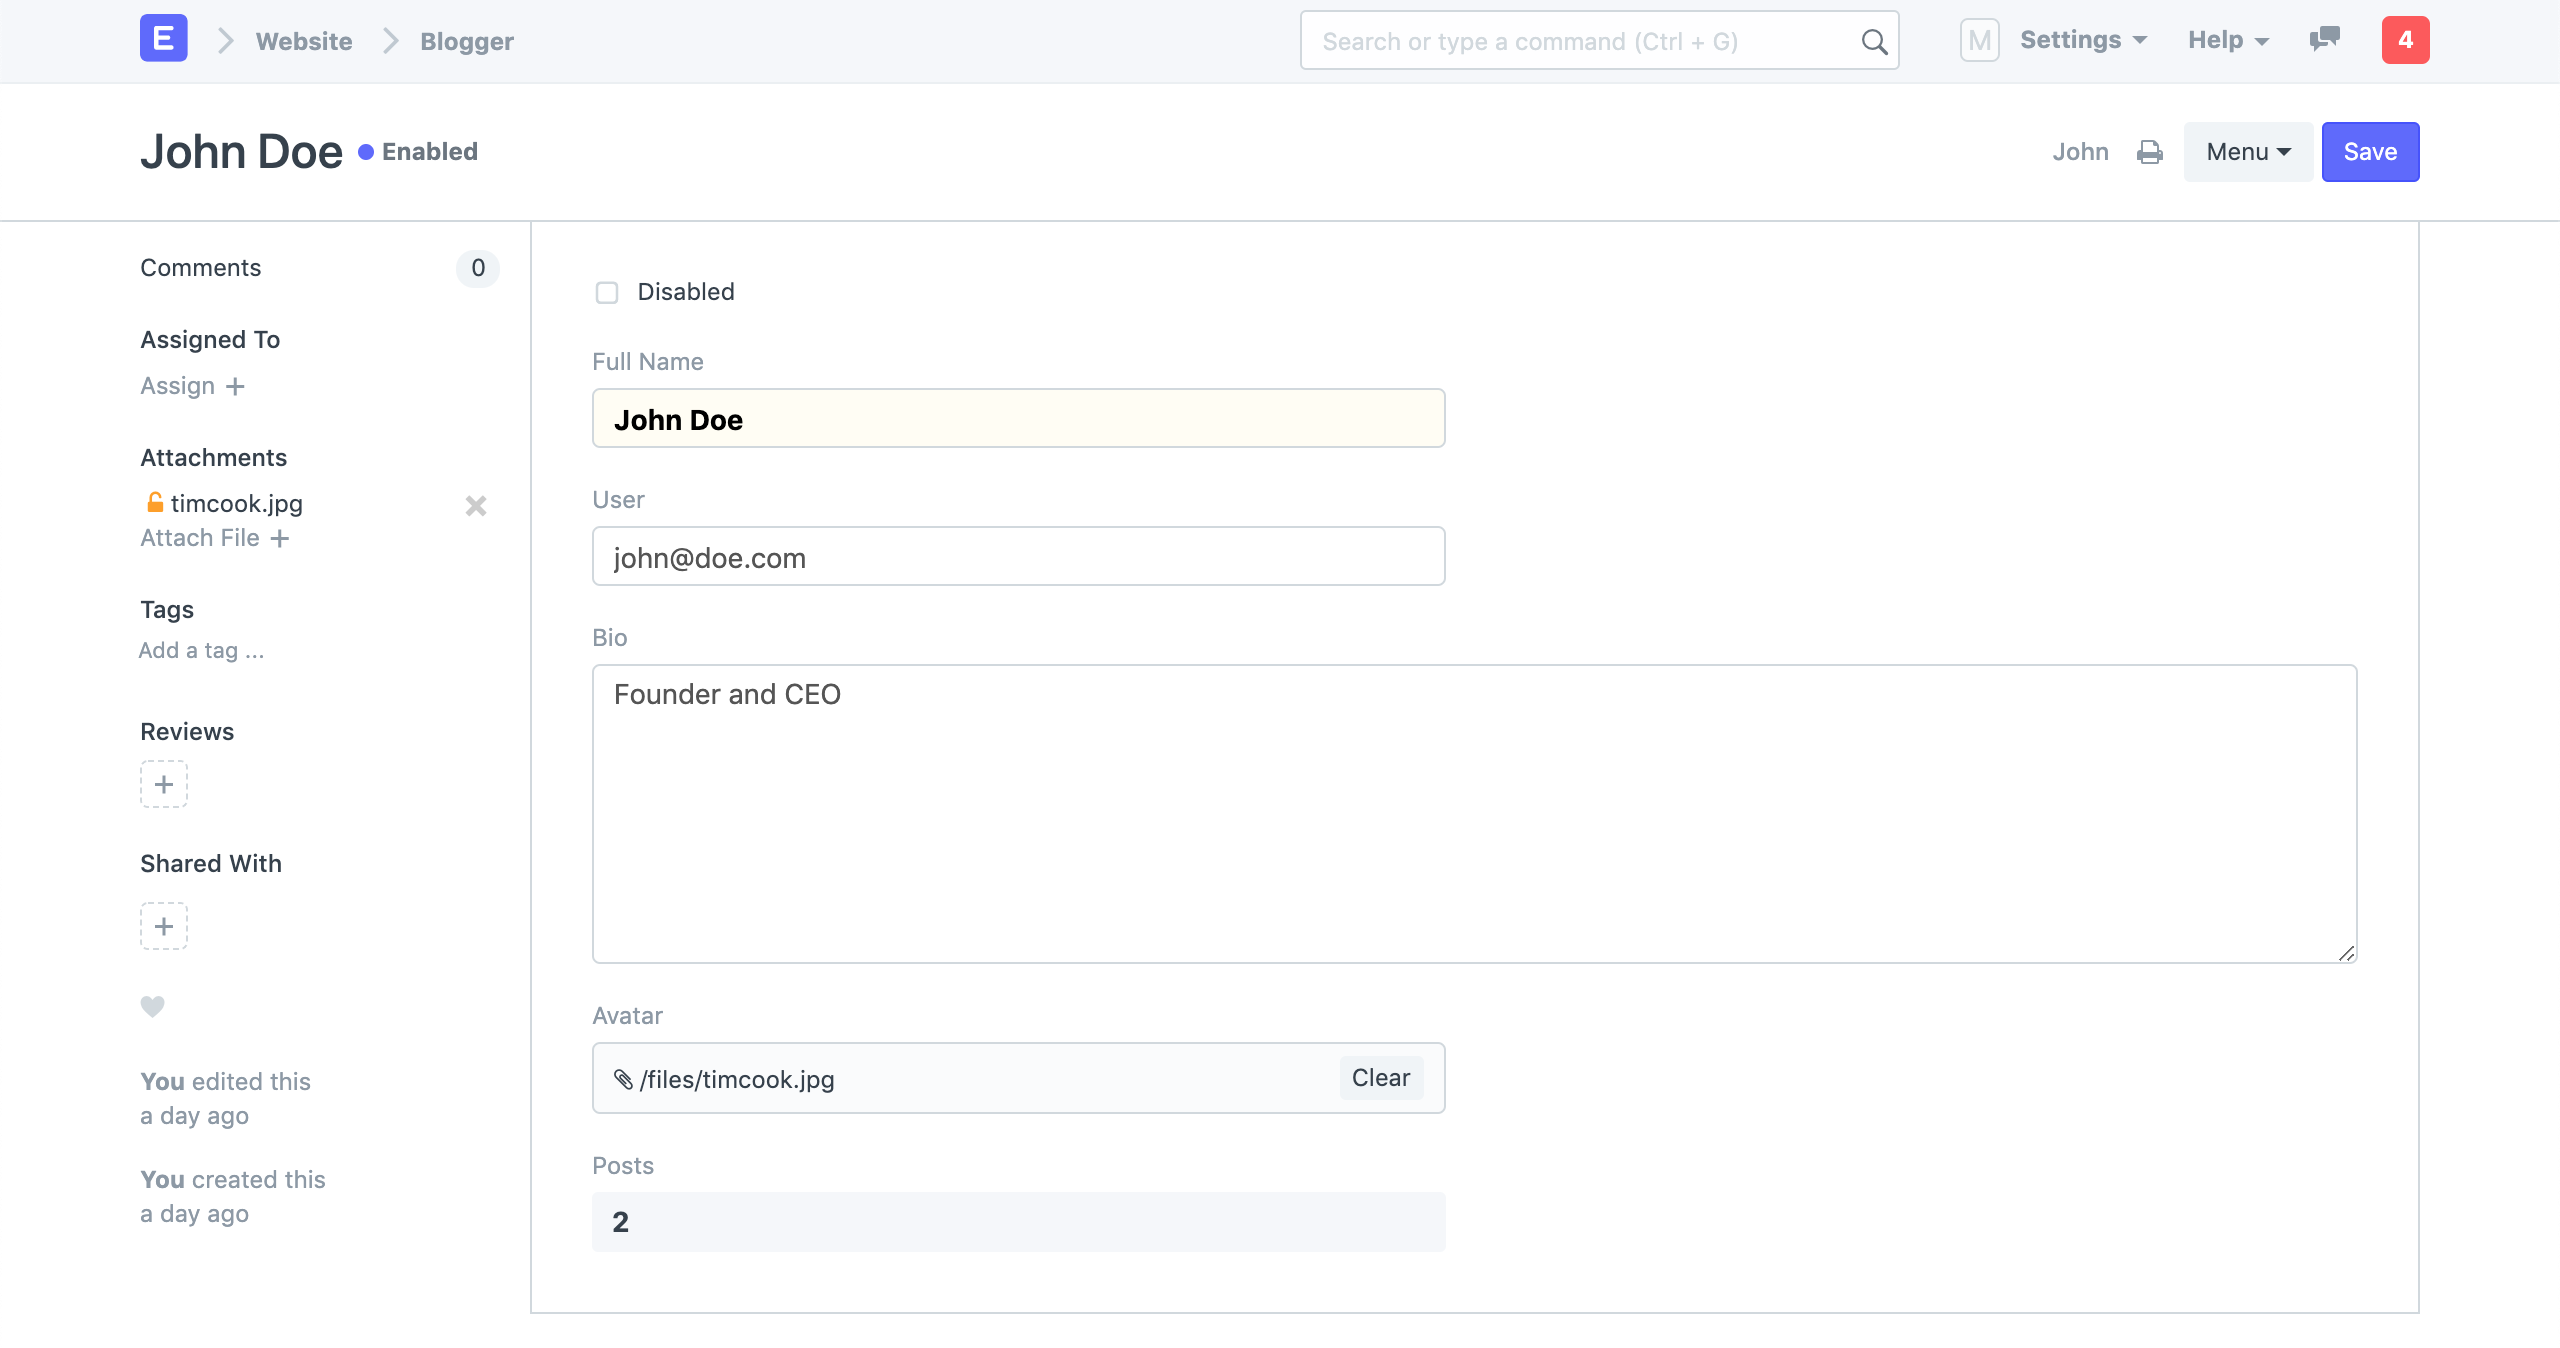 E
Website
Blogger
Search or type a command (Ctrl + G)
M
Settings
Help
4
John Doe
Enabled
John
Menu
Save
Comments
0
Assigned To
Assign +
Attachments
timcook.jpg
Attach File +
Tags
Add a tag ...
Reviews
+
Shared With
+
You edited this
a day ago
You created this
a day ago
Disabled
Full Name
John Doe
User
john@doe.com
Bio
Founder and CEO
Avatar
/files/timcook.jpg
Clear
Posts
2